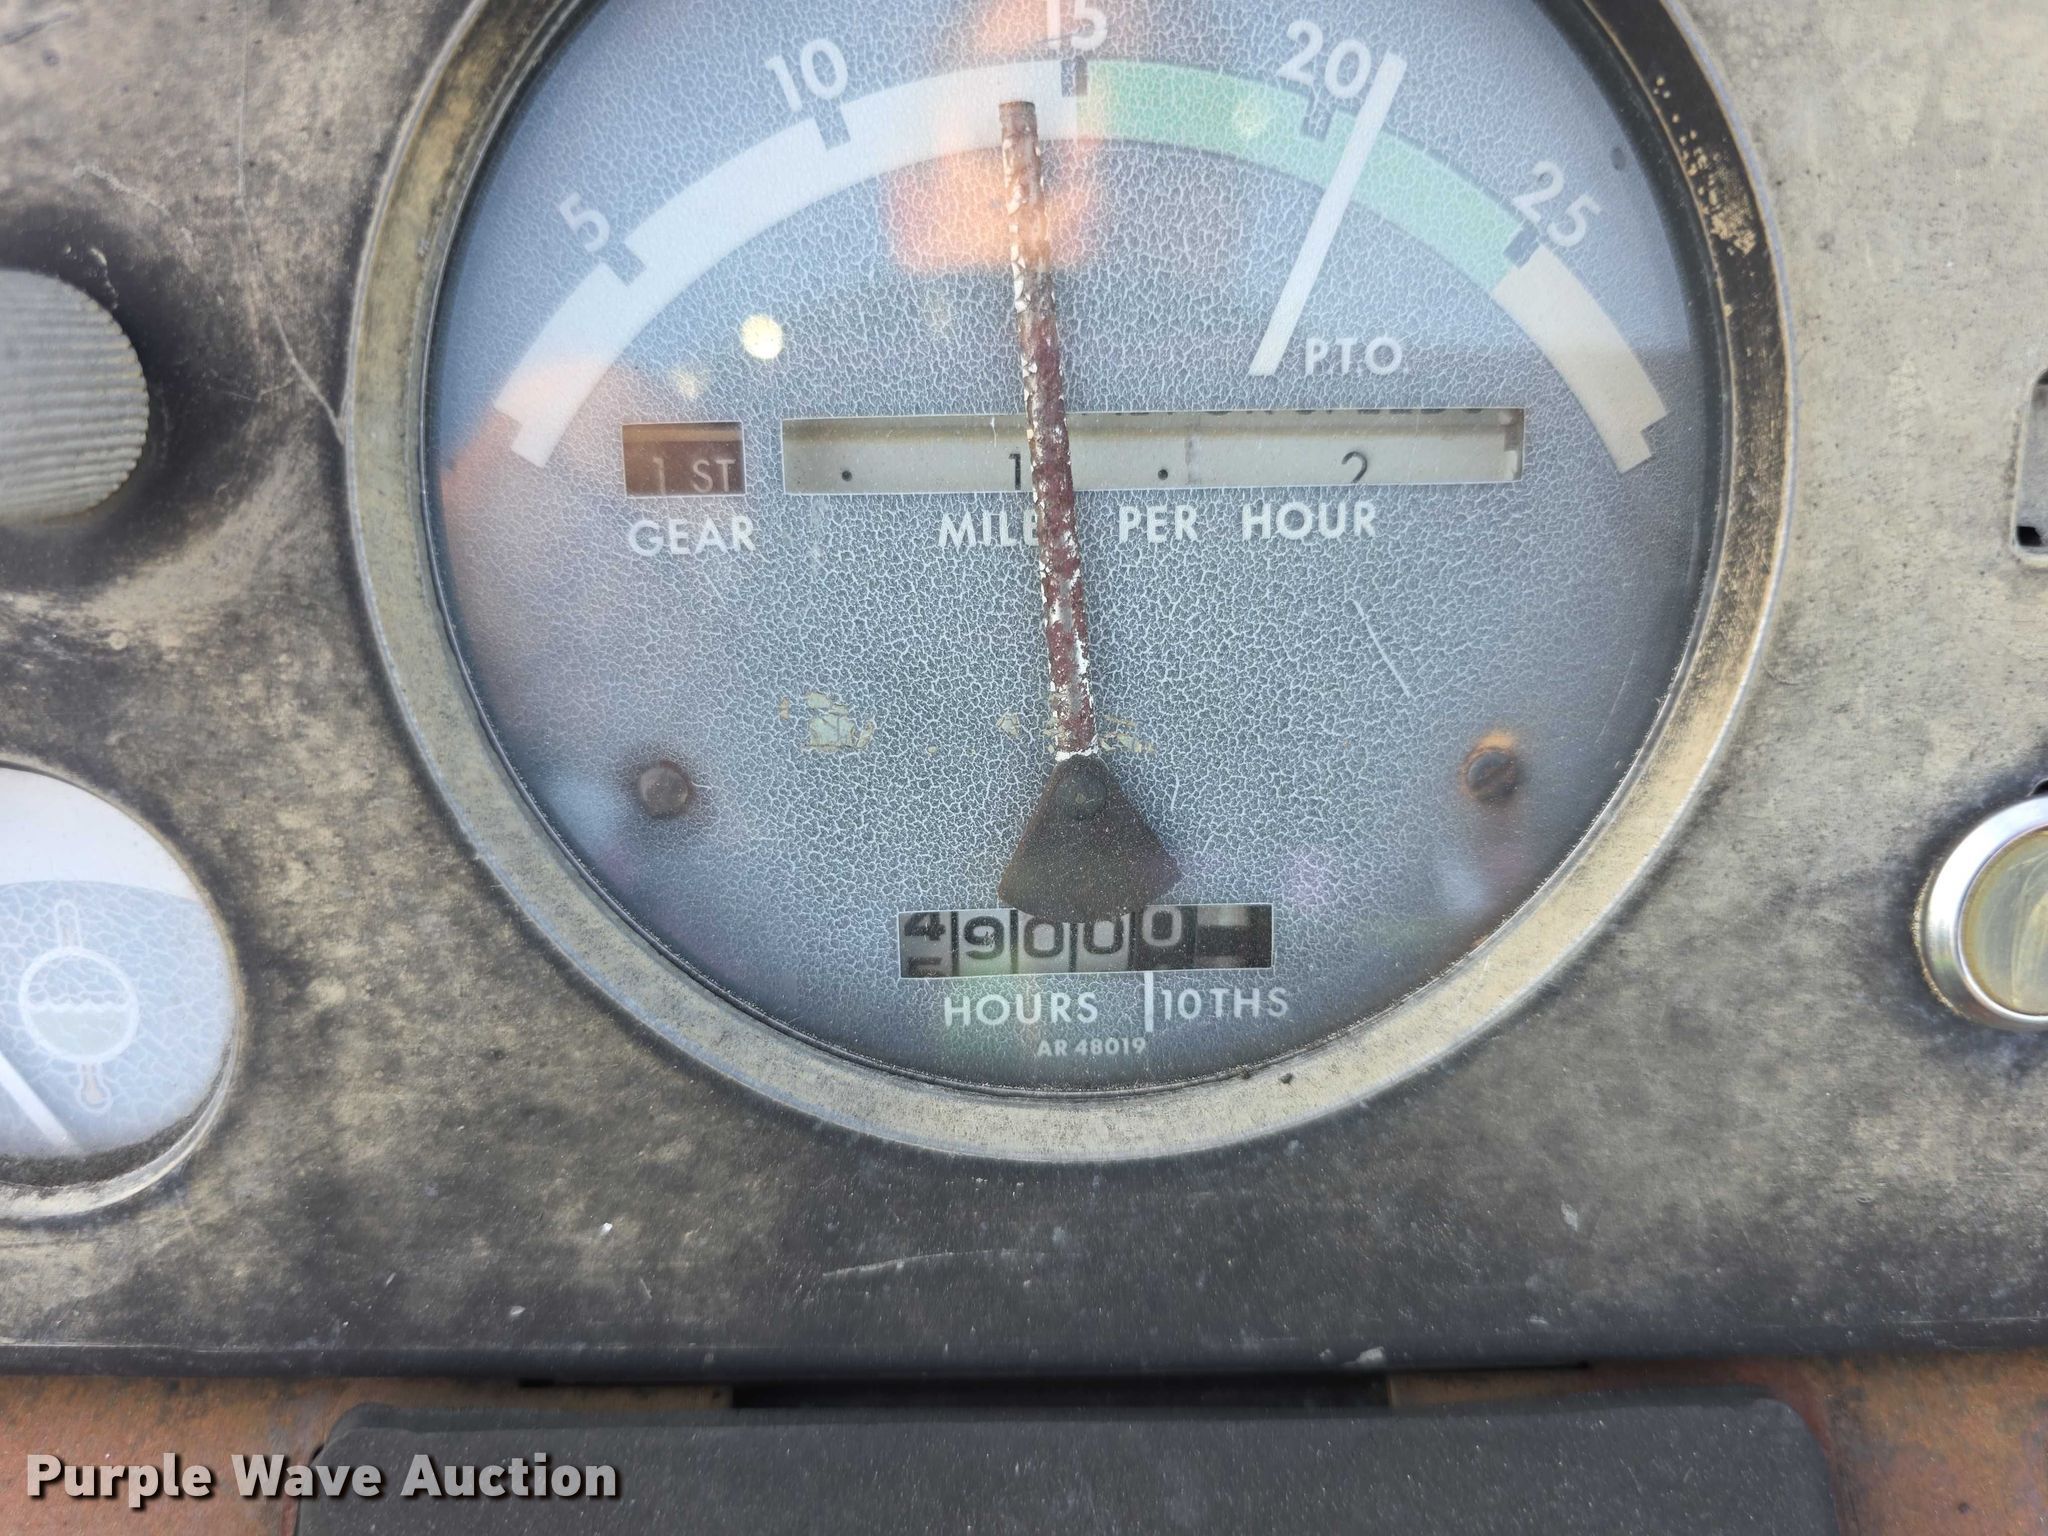 5 10 15 20 25
P.T.O.
1 ST
1 2
GEAR
MILE PER HOUR
49000
HOURS 10THS
AR 48019
Purple Wave Auction